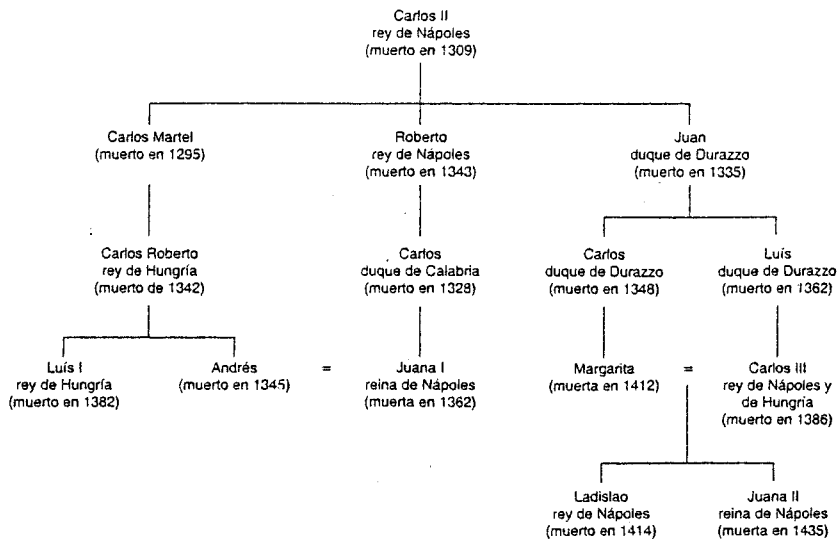 Carlos II
rey de Nápoles
(muerto en 1309)
Carlos Martel
(muerto en 1295)
Roberto
rey de Nápoles
(muerto en 1343)
Juan
duque de Durazzo
(muerto en 1335)
Carlos Roberto
rey de Hungría
(muerto de 1342)
Carlos
duque de Calabria
(muerto en 1328)
Carlos
duque de Durazzo
(muerto en 1348)
Luís
duque de Durazzo
(muerto en 1362)
Luís I
rey de Hungría
(muerto en 1382)
Andrés
(muerto en 1345)
=
Juana I
reina de Nápoles
(muerta en 1362)
Margarita
(muerta en 1412)
=
Carlos III
rey de Nápoles y
de Hungría
(muerto en 1386)
Ladislao
rey de Nápoles
(muerto en 1414)
Juana II
reina de Nápoles
(muerta en 1435)